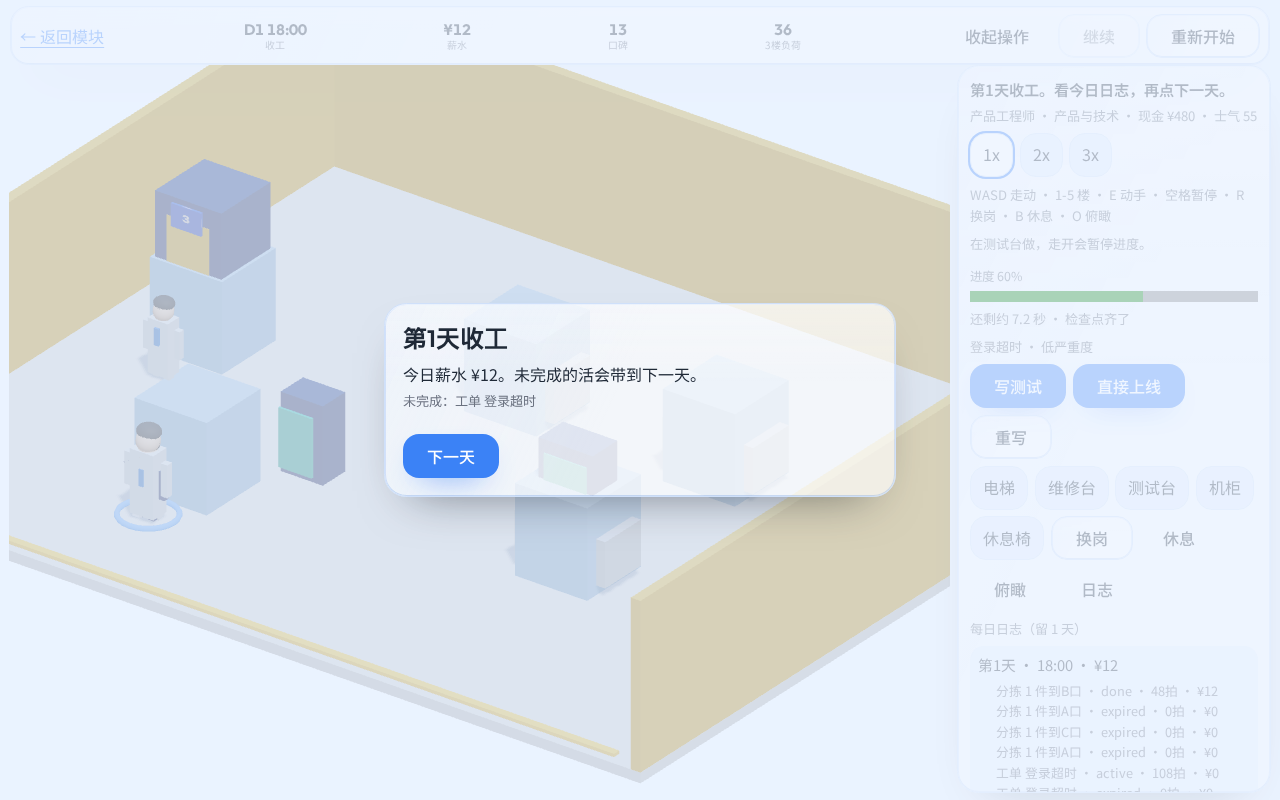 ← 返回模块
D1 18:00
收工
¥12
薪水
13
口碑
36
3楼负荷
收起操作
继续
重新开始
第1天收工。看今日日志，再点下一天。
产品工程师 · 产品与技术 · 现金 ¥480 · 士气 55
1x
2x
3x
WASD 走动 · 1-5 楼 · E 动手 · 空格暂停 · R
换岗 · B 休息 · O 俯瞰
在测试台做，走开会暂停进度。
进度 60%
还剩约 7.2 秒 · 检查点齐了
登录超时 · 低严重度
写测试
直接上线
重写
电梯
维修台
测试台
机柜
休息椅
换岗
休息
俯瞰
日志
每日日志（留 1 天）
第1天 · 18:00 · ¥12
分拣 1 件到B口 · done · 48拍 · ¥12
分拣 1 件到A口 · expired · 0拍 · ¥0
分拣 1 件到C口 · expired · 0拍 · ¥0
分拣 1 件到A口 · expired · 0拍 · ¥0
工单 登录超时 · active · 108拍 · ¥0
工单 登录超时 · expired · 0拍 · ¥0
3
第1天收工
今日薪水 ¥12。未完成的活会带到下一天。
未完成：工单 登录超时
下一天